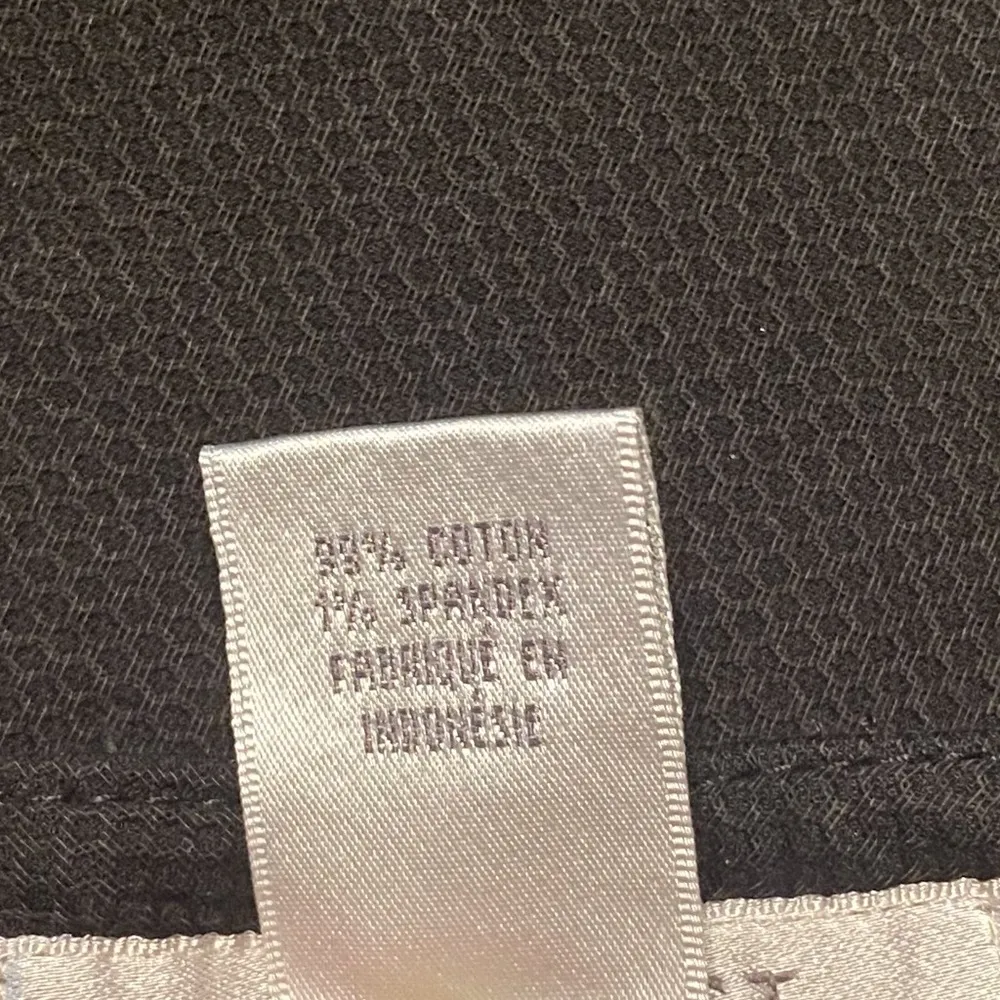 99% COTON
1% SPANDEX
FABRIQUÉ EN
INDONÉSIE